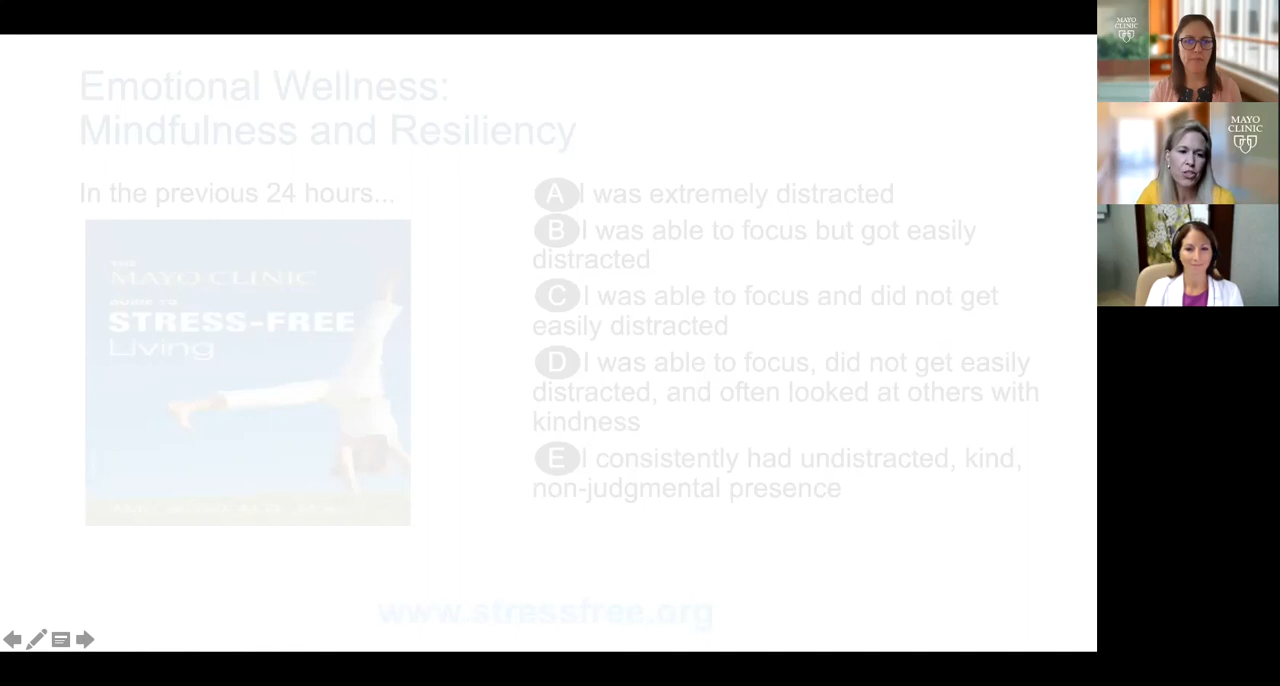 Emotional Wellness:
Mindfulness and Resiliency
In the previous 24 hours...
THE
MAYO CLINIC
GUIDE TO
STRESS-FREE
Living
A I was extremely distracted
B I was able to focus but got easily
distracted
C I was able to focus and did not get
easily distracted
D I was able to focus, did not get easily
distracted, and often looked at others with
kindness
E I consistently had undistracted, kind,
non-judgmental presence
www.stressfree.org
MAYO
CLINIC
MAYO
CLINIC